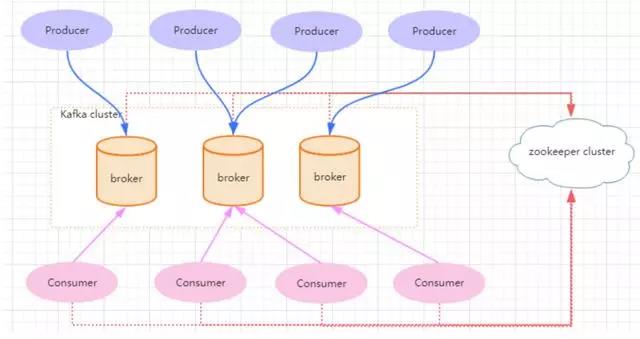 Producer
Producer
Producer
Producer
Kafka cluster
broker
broker
broker
zookeeper cluster
Consumer
Consumer
Consumer
Consumer